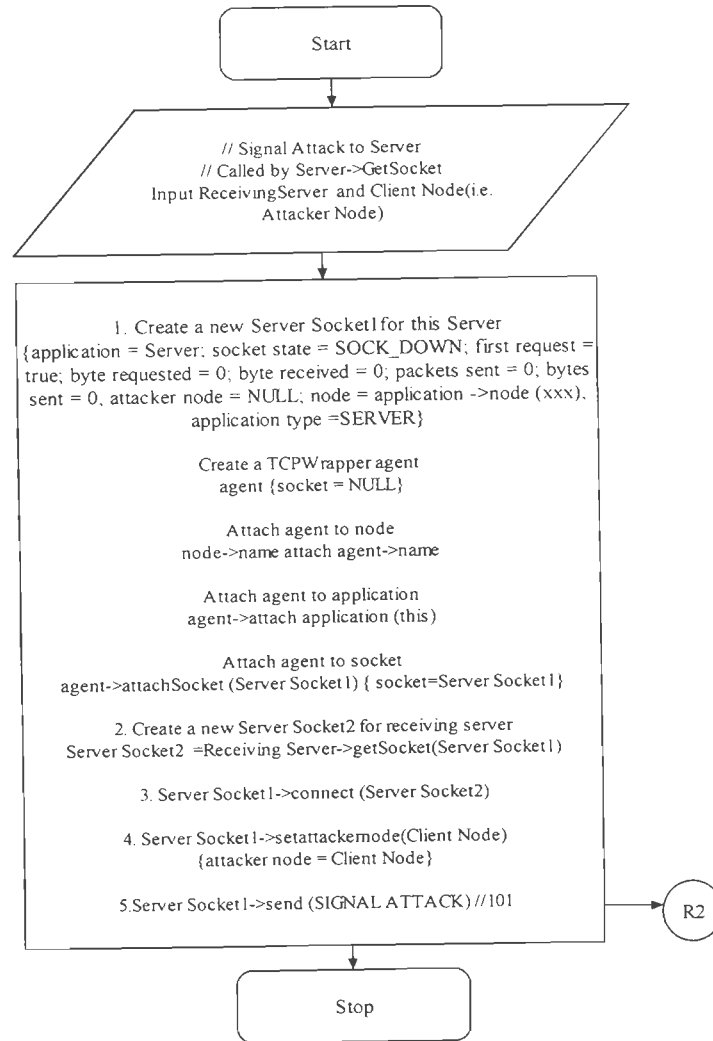 Start
// Signal Attack to Server
// Called by Server->GetSocket
Input ReceivingServer and Client Node(i.e.
Attacker Node)
1. Create a new Server Socket1 for this Server
{application = Server; socket state = SOCK_DOWN; first request =
true; byte requested = 0; byte received = 0; packets sent = 0; bytes
sent = 0, attacker node = NULL; node = application ->node (xxx),
application type =SERVER}
Create a TCPWrapper agent
agent {socket = NULL}
Attach agent to node
node->name attach agent->name
Attach agent to application
agent->attach application (this)
Attach agent to socket
agent->attachSocket (Server Socket1) { socket=Server Socket1}
2. Create a new Server Socket2 for receiving server
Server Socket2 =Receiving Server->getSocket(Server Socket1)
3. Server Socket1->connect (Server Socket2)
4. Server Socket1->setattackernode(Client Node)
{attacker node = Client Node}
5.Server Socket1->send (SIGNAL ATTACK) //101
R2
Stop